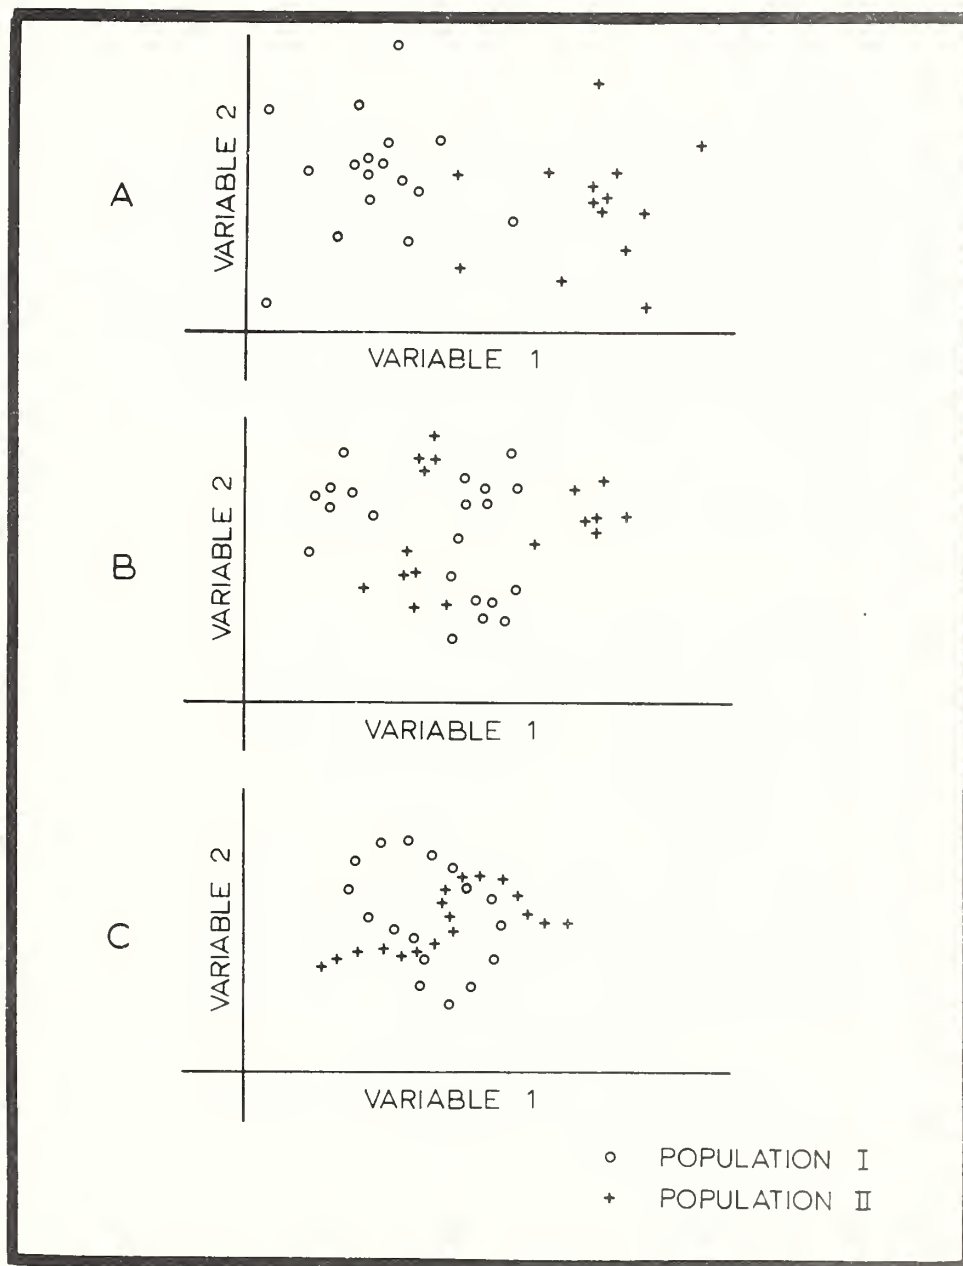 A
VARIABLE 2
VARIABLE 1
B
VARIABLE 2
VARIABLE 1
C
VARIABLE 2
VARIABLE 1
o POPULATION I
+ POPULATION II